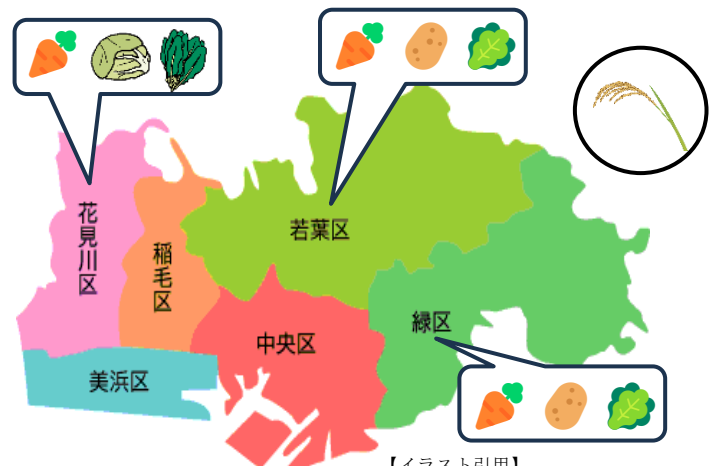 花見川区
稲毛区
若葉区
緑区
中央区
美浜区
【イラスト引用】